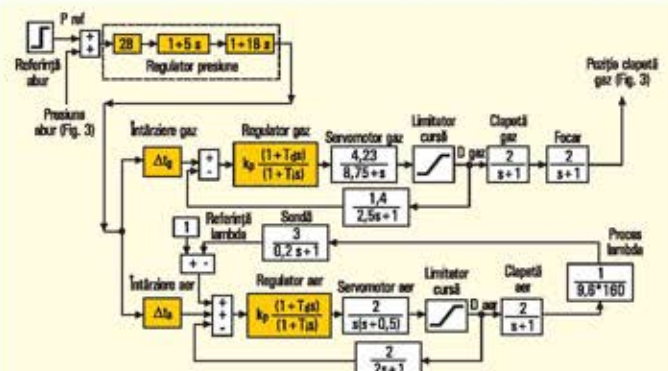 P ref
Referință abur
+
+
28
1+5 s
1+18 s
Regulator presiune
Presiune abur (Fig. 3)
Poziție clapetă gaz (Fig. 3)
Întârziere gaz
Δt₉
+
-
Regulator gaz
kₚ (1+T₈s) / (1+Tᵢs)
Servomotor gaz
4,23 / 8,75+s
Limitator cursă
D gaz
Clapetă gaz
2 / s+1
Focar
2 / s+1
1,4 / 2,5s+1
1
Referință lambda
+ -
Sondă
3 / 0,2 s+1
Proces lambda
1 / 9,6*160
Întârziere aer
Δtₐ
+
+
-
Regulator aer
kₚ (1+T₈s) / (1+Tᵢs)
Servomotor aer
2 / s(s+0,5)
Limitator cursă
D aer
Clapetă aer
2 / s+1
2 / 2s+1